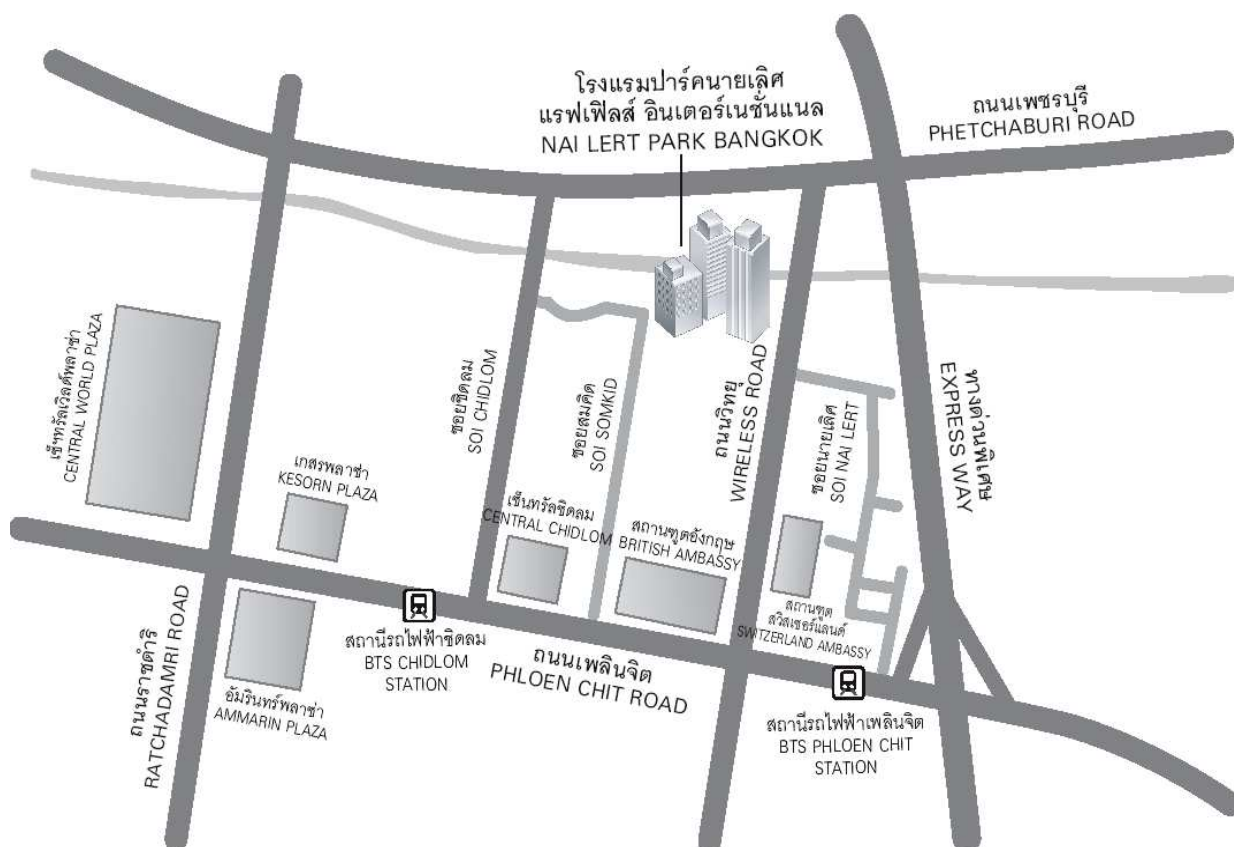 โรงแรมปาร์คนายเลิศ
แรฟเฟิลส์ อินเตอร์เนชั่นแนล
NAI LERT PARK BANGKOK
ถนนเพชรบุรี
PHETCHABURI ROAD
เซ็ทรัลเวิลด์พลาซ่า
CENTRAL WORLD PLAZA
ซอยชิดลม
SOI CHIDLOM
ซอยสมคิด
SOI SOMKID
ถนนวิทยุ
WIRELESS ROAD
ซอยนายเลิศ
SOI NAI LERT
ทางด่วนพิเศษ
EXPRESS WAY
เกสรพลาซ่า
KESORN PLAZA
เซ็นทรัลชิดลม
CENTRAL CHIDLOM
สถานฑูตอังกฤษ
BRITISH AMBASSY
สถานฑูต
สวิสเซอร์แลนด์
SWITZERLAND AMBASSY
ถนนราชดำริ
RATCHADAMRI ROAD
อัมรินทร์พลาซ่า
AMMARIN PLAZA
สถานีรถไฟฟ้าชิดลม
BTS CHIDLOM
STATION
ถนนเพลินจิต
PHLOEN CHIT ROAD
สถานีรถไฟฟ้าเพลินจิต
BTS PHLOEN CHIT
STATION